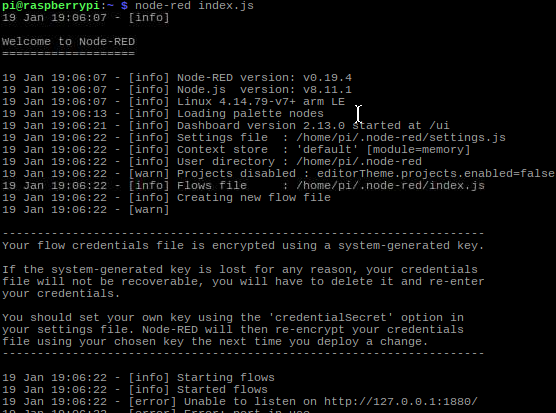 pi@raspberrypi:~ $ node-red index.js
19 Jan 19:06:07 - [info]
Welcome to Node-RED
===================
19 Jan 19:06:07 - [info] Node-RED version: v0.19.4
19 Jan 19:06:07 - [info] Node.js  version: v8.11.1
19 Jan 19:06:07 - [info] Linux 4.14.79-v7+ arm LE
19 Jan 19:06:13 - [info] Loading palette nodes
19 Jan 19:06:21 - [info] Dashboard version 2.13.0 started at /ui
19 Jan 19:06:22 - [info] Settings file  : /home/pi/.node-red/settings.js
19 Jan 19:06:22 - [info] Context store  : 'default' [module=memory]
19 Jan 19:06:22 - [info] User directory : /home/pi/.node-red
19 Jan 19:06:22 - [warn] Projects disabled : editorTheme.projects.enabled=false
19 Jan 19:06:22 - [info] Flows file     : /home/pi/.node-red/index.js
19 Jan 19:06:22 - [info] Creating new flow file
19 Jan 19:06:22 - [warn]
---------------------------------------------------------------------
Your flow credentials file is encrypted using a system-generated key.
If the system-generated key is lost for any reason, your credentials
file will not be recoverable, you will have to delete it and re-enter
your credentials.
You should set your own key using the 'credentialSecret' option in
your settings file. Node-RED will then re-encrypt your credentials
file using your chosen key the next time you deploy a change.
---------------------------------------------------------------------
19 Jan 19:06:22 - [info] Starting flows
19 Jan 19:06:22 - [info] Started flows
19 Jan 19:06:22 - [error] Unable to listen on http://127.0.0.1:1880/
19 Jan 19:06:22 - [error] Error: port in use